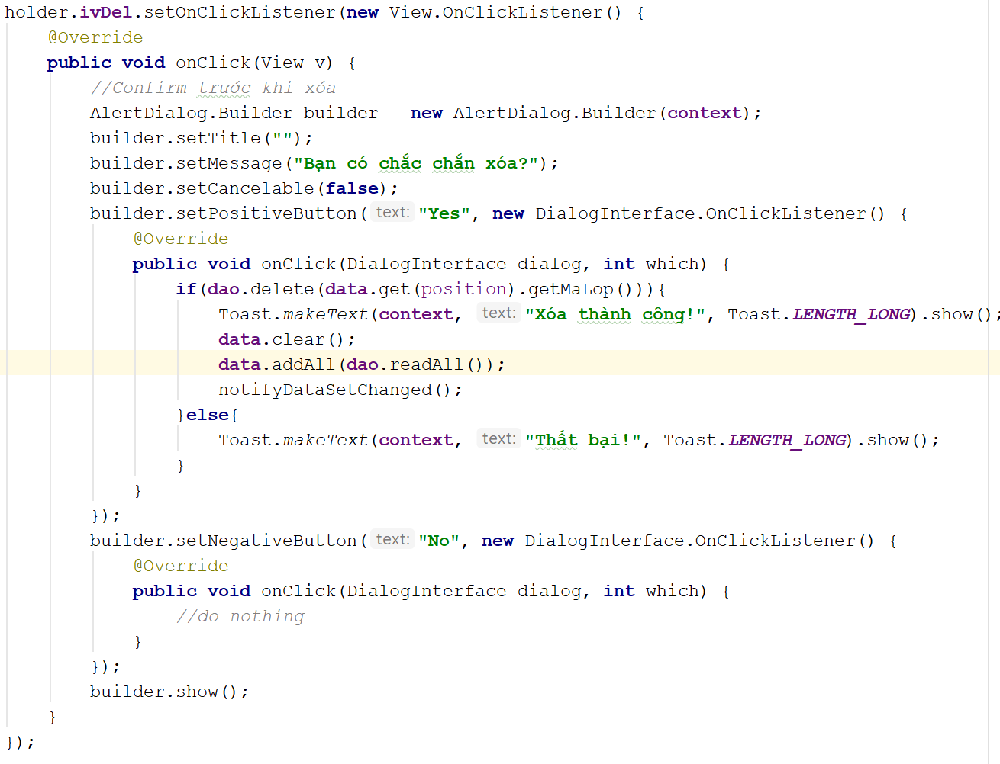 holder.ivDel.setOnClickListener(new View.OnClickListener() {
@Override
public void onClick(View v) {
//Confirm trước khi xóa
AlertDialog.Builder builder = new AlertDialog.Builder(context);
builder.setTitle("");
builder.setMessage("Bạn có chắc chắn xóa?");
builder.setCancelable(false);
builder.setPositiveButton( text: "Yes", new DialogInterface.OnClickListener() {
@Override
public void onClick(DialogInterface dialog, int which) {
if(dao.delete(data.get(position).getMaLop())){
Toast.makeText(context, text: "Xóa thành công!", Toast.LENGTH_LONG).show();
data.clear();
data.addAll(dao.readAll());
notifyDataSetChanged();
}else{
Toast.makeText(context, text: "Thất bại!", Toast.LENGTH_LONG).show();
}
}
});
builder.setNegativeButton( text: "No", new DialogInterface.OnClickListener() {
@Override
public void onClick(DialogInterface dialog, int which) {
//do nothing
}
});
builder.show();
}
});